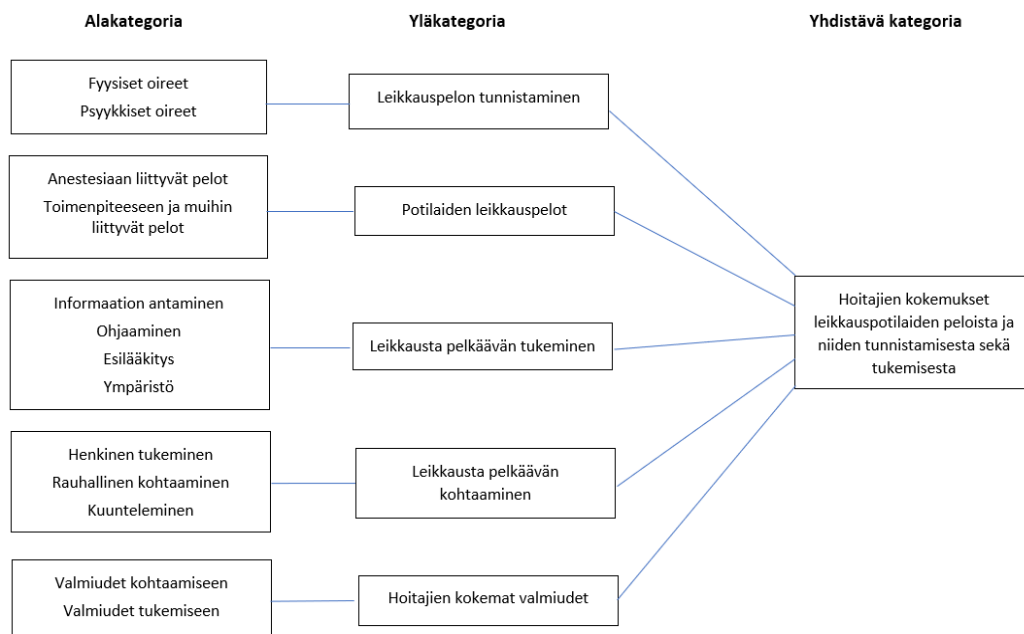 Alakategoria
Yläkategoria
Yhdistävä kategoria
Fyysiset oireet
Psyykkiset oireet
Leikkauspelon tunnistaminen
Anestesiaan liittyvät pelot
Toimenpiteeseen ja muihin
liittyvät pelot
Potilaiden leikkauspelot
Informaation antaminen
Ohjaaminen
Esilääkitys
Ympäristö
Leikkausta pelkäävän tukeminen
Hoitajien kokemukset
leikkauspotilaiden peloista ja
niiden tunnistamisesta sekä
tukemisesta
Henkinen tukeminen
Rauhallinen kohtaaminen
Kuunteleminen
Leikkausta pelkäävän
kohtaaminen
Valmiudet kohtaamiseen
Valmiudet tukemiseen
Hoitajien kokemat valmiudet